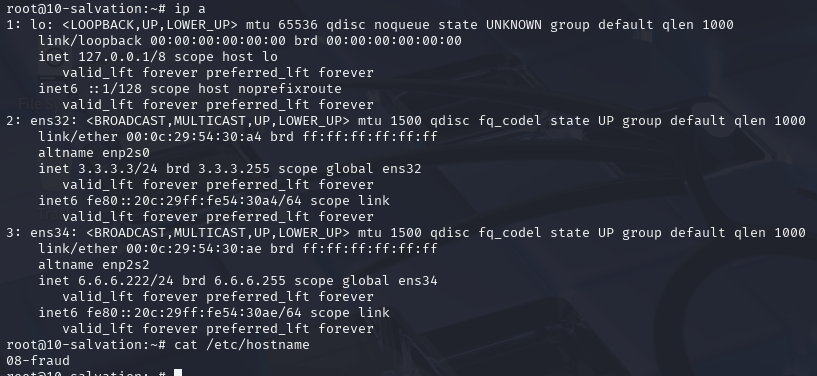 root@10-salvation:~# ip a
1: lo: <LOOPBACK,UP,LOWER_UP> mtu 65536 qdisc noqueue state UNKNOWN group default qlen 1000
    link/loopback 00:00:00:00:00:00 brd 00:00:00:00:00:00
    inet 127.0.0.1/8 scope host lo
       valid_lft forever preferred_lft forever
    inet6 ::1/128 scope host noprefixroute
       valid_lft forever preferred_lft forever
2: ens32: <BROADCAST,MULTICAST,UP,LOWER_UP> mtu 1500 qdisc fq_codel state UP group default qlen 1000
    link/ether 00:0c:29:54:30:a4 brd ff:ff:ff:ff:ff:ff
    altname enp2s0
    inet 3.3.3.3/24 brd 3.3.3.255 scope global ens32
       valid_lft forever preferred_lft forever
    inet6 fe80::20c:29ff:fe54:30a4/64 scope link
       valid_lft forever preferred_lft forever
3: ens34: <BROADCAST,MULTICAST,UP,LOWER_UP> mtu 1500 qdisc fq_codel state UP group default qlen 1000
    link/ether 00:0c:29:54:30:ae brd ff:ff:ff:ff:ff:ff
    altname enp2s2
    inet 6.6.6.222/24 brd 6.6.6.255 scope global ens34
       valid_lft forever preferred_lft forever
    inet6 fe80::20c:29ff:fe54:30ae/64 scope link
       valid_lft forever preferred_lft forever
root@10-salvation:~# cat /etc/hostname
08-fraud
root@10-salvation:~#